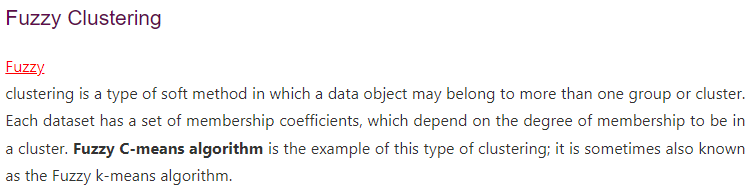 Fuzzy Clustering
Fuzzy
clustering is a type of soft method in which a data object may belong to more than one group or cluster.
Each dataset has a set of membership coefficients, which depend on the degree of membership to be in
a cluster. Fuzzy C-means algorithm is the example of this type of clustering; it is sometimes also known
as the Fuzzy k-means algorithm.